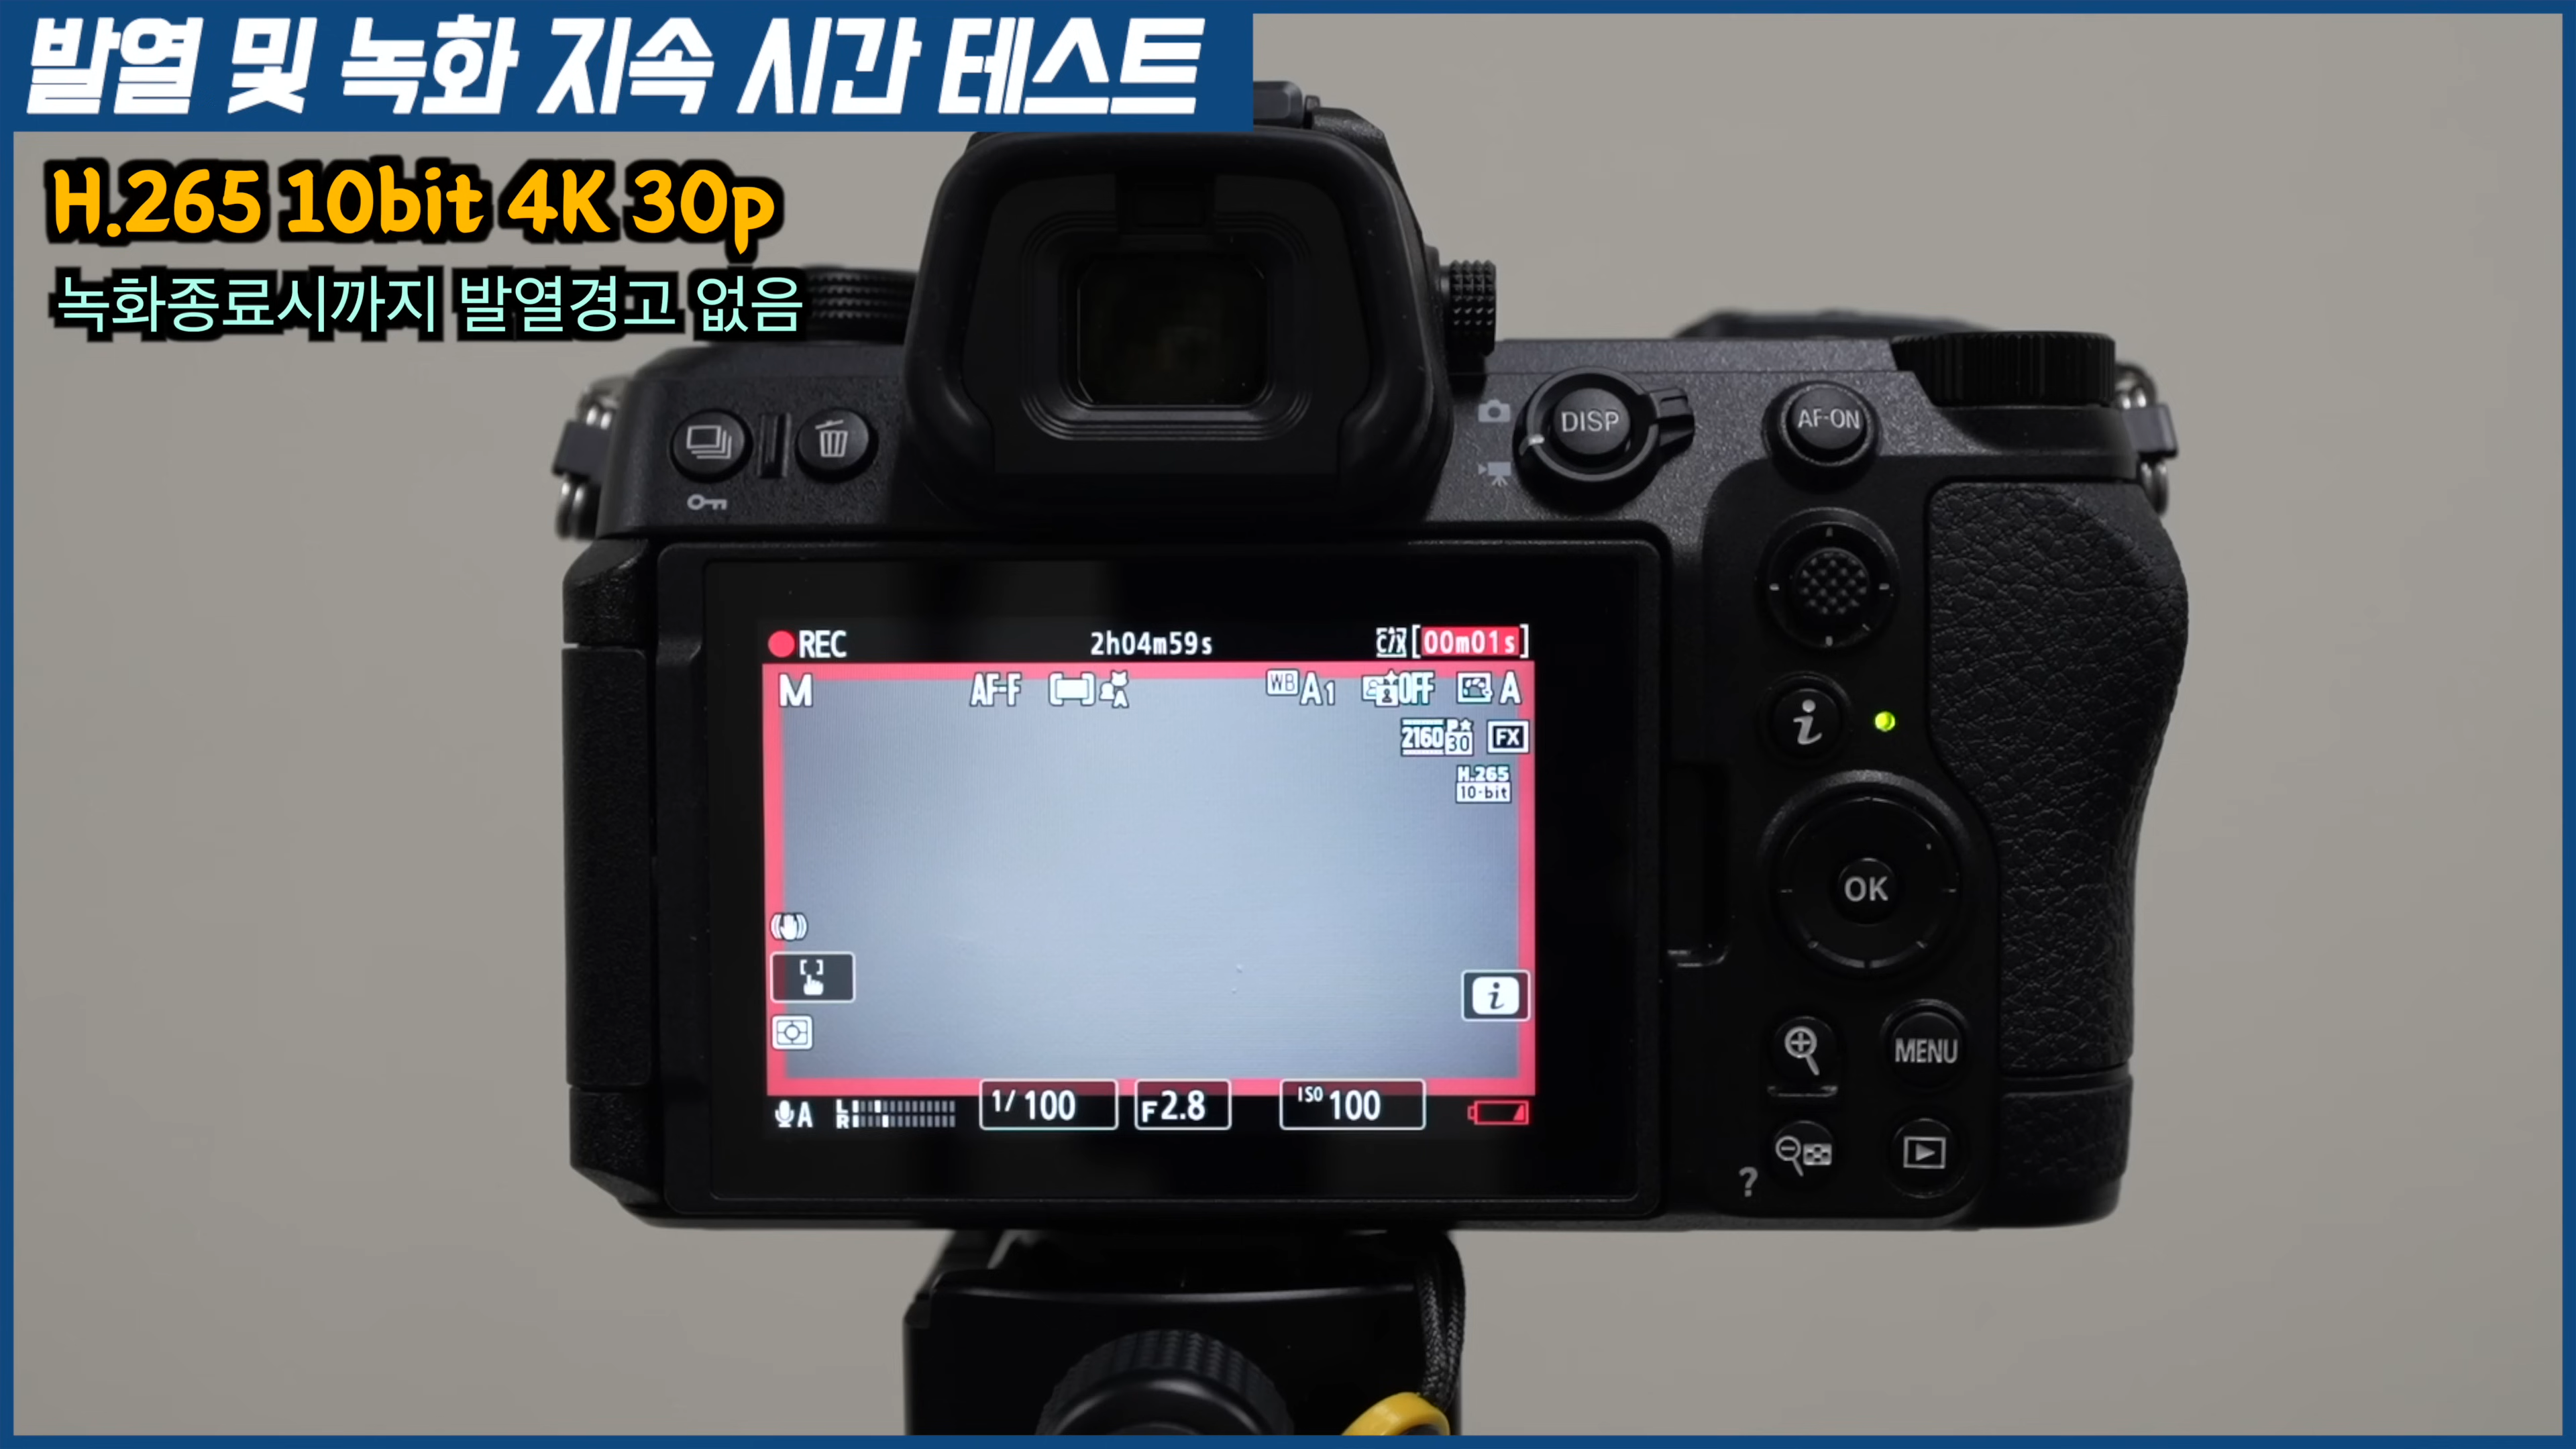 발열 및 녹화 지속 시간 테스트
H.265 10bit 4K 30p
녹화종료시까지 발열경고 없음
DISP
AF-ON
REC 2h04m59s [00m01s]
M AF-F WB A1 OFF A
2160 30 FX
H.265
10-bit
i
OK
i
MENU
A L R 1/100 F2.8 ISO 100
?